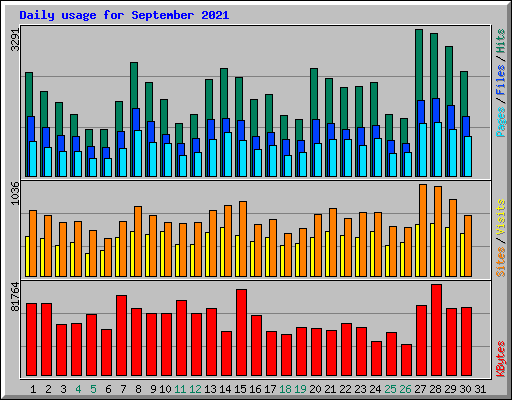 Daily usage for September 2021
3291
Pages / Files / Hits
1036
Sites / Visits
81764
KBytes
1 2 3 4 5 6 7 8 9 10 11 12 13 14 15 16 17 18 19 20 21 22 23 24 25 26 27 28 29 30 31